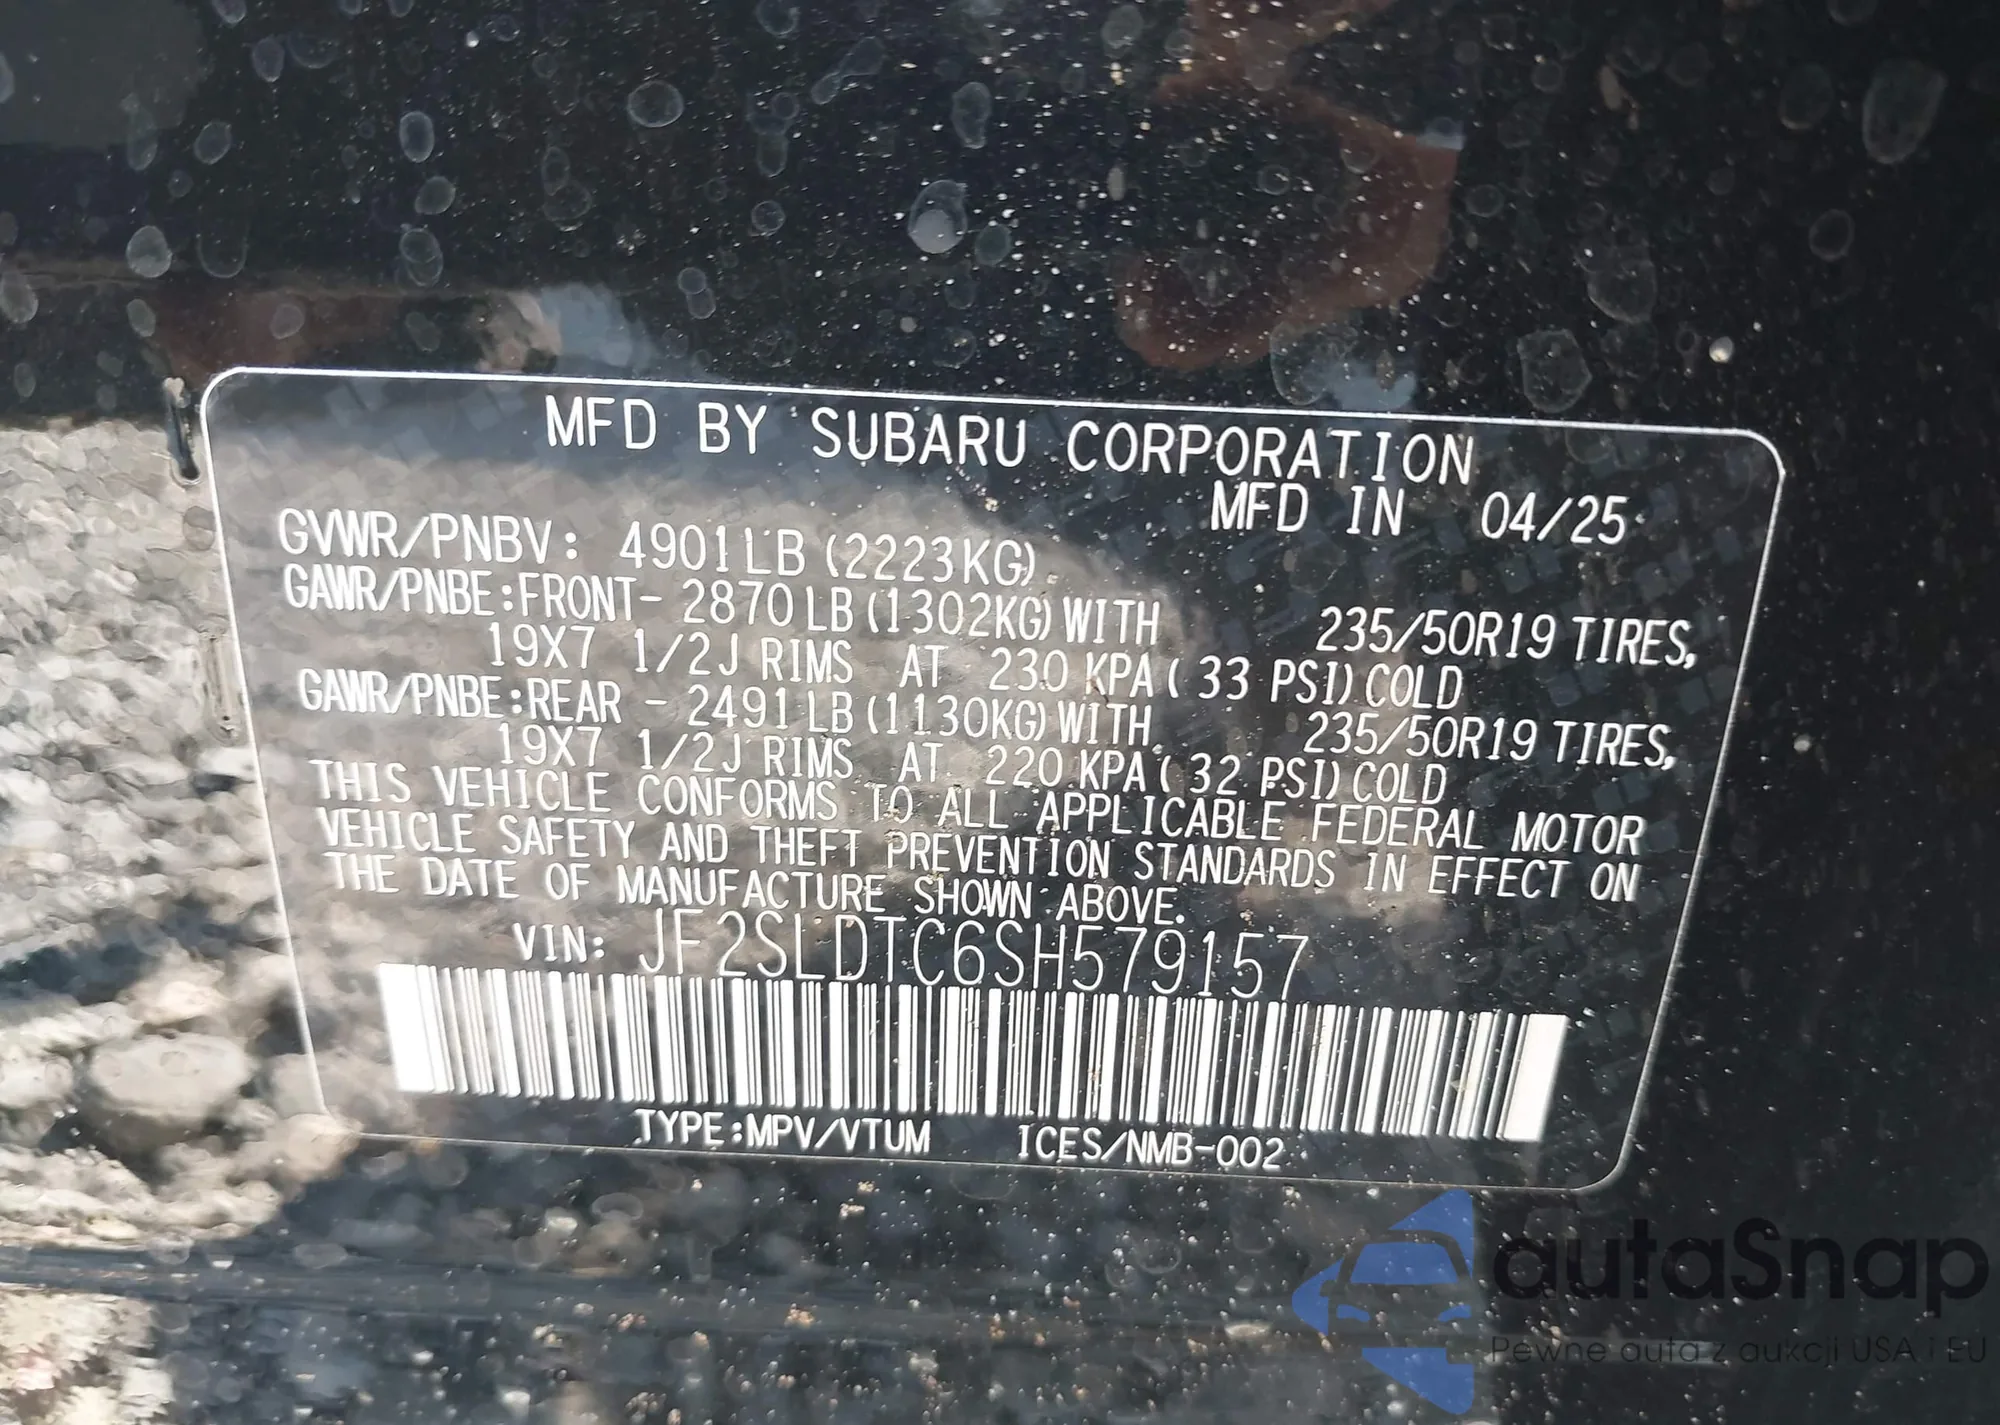 MFD BY SUBARU CORPORATION
MFD IN 04/25
GVWR/PNBV: 4901LB (2223KG)
GAWR/PNBE:FRONT- 2870LB(1302KG)WITH 235/50R19 TIRES,
19X7 1/2J RIMS AT 230 KPA( 33 PSI)COLD
GAWR/PNBE:REAR - 2491LB(1130KG)WITH 235/50R19 TIRES,
19X7 1/2J RIMS AT 220 KPA( 32 PSI)COLD
THIS VEHICLE CONFORMS TO ALL APPLICABLE FEDERAL MOTOR
VEHICLE SAFETY AND THEFT PREVENTION STANDARDS IN EFFECT ON
THE DATE OF MANUFACTURE SHOWN ABOVE.
VIN: JF2SLDTC6SH579157
TYPE:MPV/VTUM ICES/NMB-002
autaSnap
Pewne auta z aukcji USA i EU